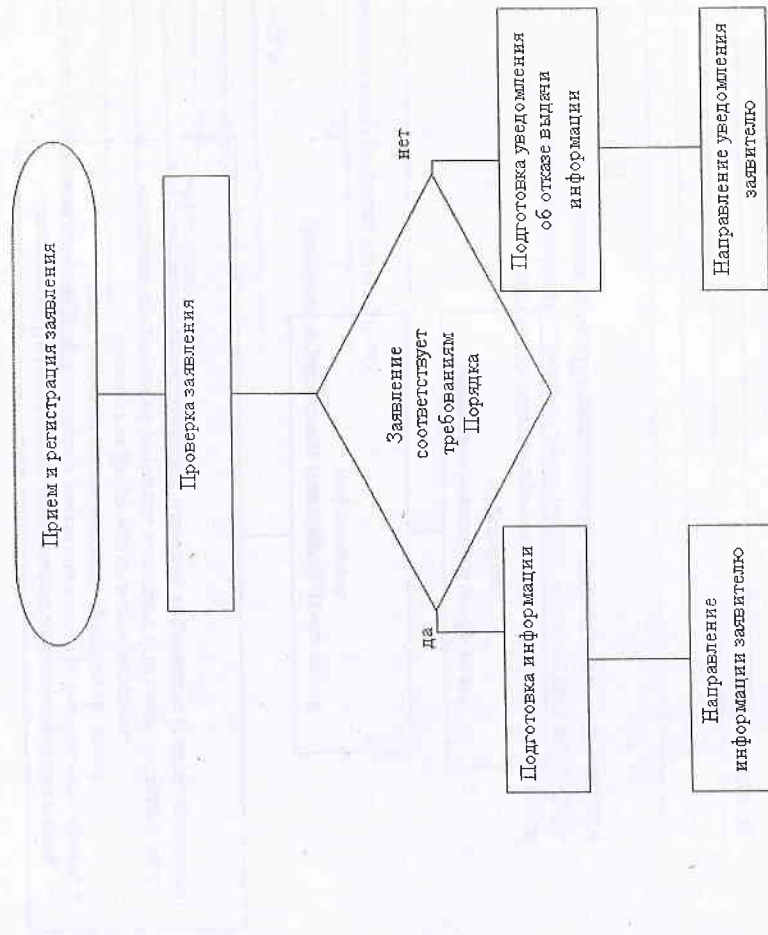 Прием и регистрация заявления
Проверка заявления
Заявление
соответствует
требованиям
Порядка
да
нет
Подготовка информации
Направление
информации заявителю
Подготовка уведомления
об отказе выдачи
информации
Направление уведомления
заявителю